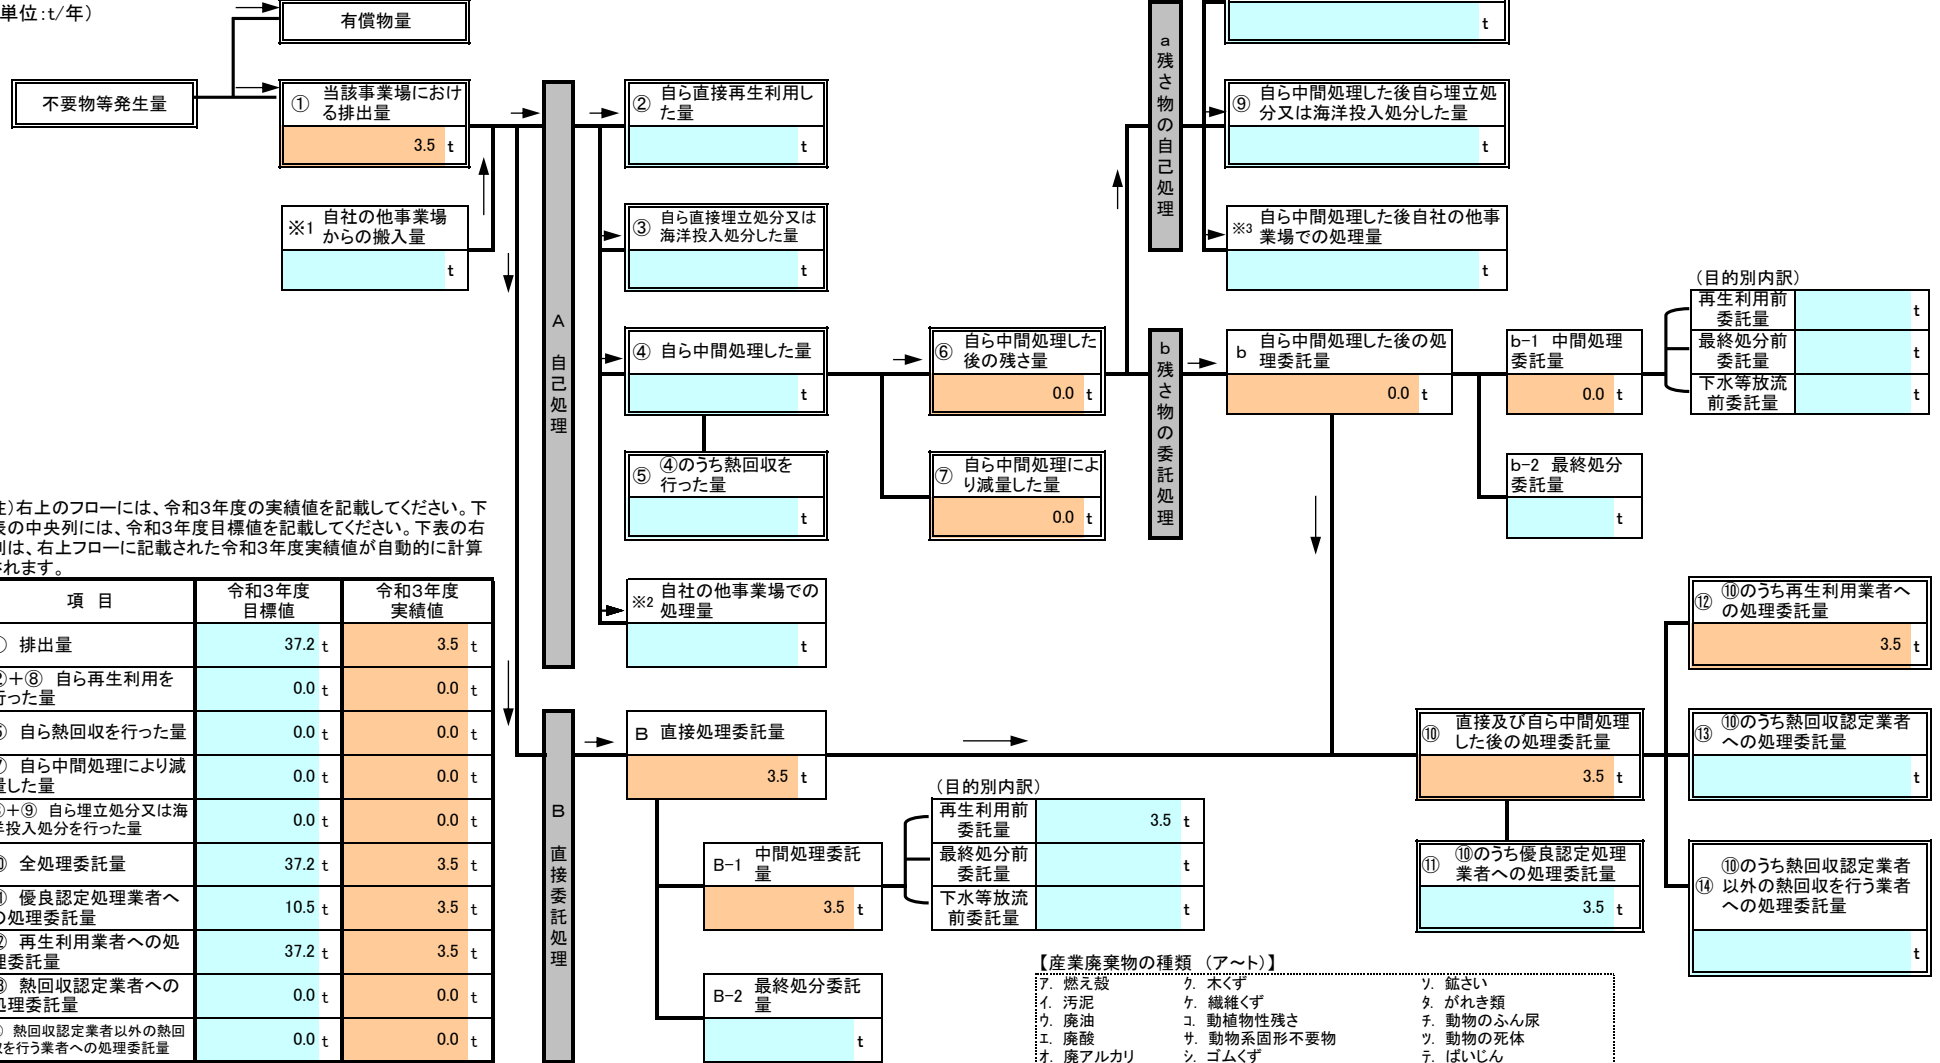 単位:t/年）
有償物量
不要物等発生量
① 当該事業場におけ
る排出量
3.5 t
※1 自社の他事業場
からの搬入量
t
A 自己処理
② 自ら直接再生利用し
た量
t
③ 自ら直接埋立処分又は
海洋投入処分した量
t
④ 自ら中間処理した量
t
⑤ ④のうち熱回収を
行った量
t
※2 自社の他事業場での
処理量
t
⑥ 自ら中間処理した
後の残さ量
0.0 t
⑦ 自ら中間処理によ
り減量した量
0.0 t
a 残さ物の自己処理
t
⑨ 自ら中間処理した後自ら埋立処
分又は海洋投入処分した量
t
※3 自ら中間処理した後自社の他事
業場での処理量
t
b 残さ物の委託処理
b 自ら中間処理した後の処
理委託量
0.0 t
b-1 中間処理
委託量
0.0 t
b-2 最終処分
委託量
t
（目的別内訳）
再生利用前
委託量
t
最終処分前
委託量
t
下水等放流
前委託量
t
)右上のフローには、令和3年度の実績値を記載してください。下
表の中央列には、令和3年度目標値を記載してください。下表の右
列は、右上フローに記載された令和3年度実績値が自動的に計算
されます。
項 目
令和3年度
目標値
令和3年度
実績値
排出量 37.2 t 3.5 t
+⑧ 自ら再生利用を
行った量 0.0 t 0.0 t
自ら熱回収を行った量 0.0 t 0.0 t
自ら中間処理により減
量した量 0.0 t 0.0 t
+⑨ 自ら埋立処分又は海
洋投入処分を行った量 0.0 t 0.0 t
全処理委託量 37.2 t 3.5 t
優良認定処理業者へ
の処理委託量 10.5 t 3.5 t
再生利用業者への処
理委託量 37.2 t 3.5 t
熱回収認定業者への
処理委託量 0.0 t 0.0 t
熱回収認定業者以外の熱回
収を行う業者への処理委託量 0.0 t 0.0 t
B 直接委託処理
B 直接処理委託量
3.5 t
B-1 中間処理委託
量
3.5 t
B-2 最終処分委託
量
t
（目的別内訳）
再生利用前
委託量
3.5 t
最終処分前
委託量
t
下水等放流
前委託量
t
⑩ 直接及び自ら中間処理
した後の処理委託量
3.5 t
⑪ ⑩のうち優良認定処理
業者への処理委託量
3.5 t
⑫ ⑩のうち再生利用業者へ
の処理委託量
3.5 t
⑬ ⑩のうち熱回収認定業者
への処理委託量
t
⑭ ⑩のうち熱回収認定業者
以外の熱回収を行う業者
への処理委託量
t
【産業廃棄物の種類 （ア～ト）】
ア. 燃え殻 ク. 木くず ソ. 鉱さい
イ. 汚泥 ケ. 繊維くず タ. がれき類
ウ. 廃油 コ. 動植物性残さ チ. 動物のふん尿
エ. 廃酸 サ. 動物系固形不要物 ツ. 動物の死体
オ. 廃アルカリ シ. ゴムくず テ. ばいじん